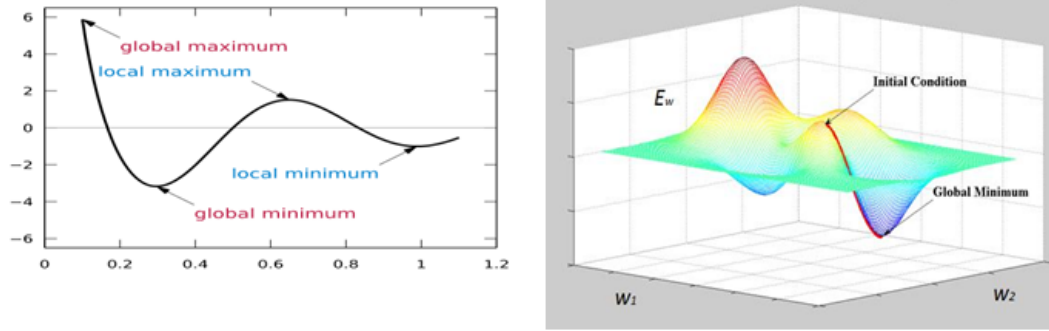 6
global maximum
local maximum
4
2
0
−2
local minimum
−4
global minimum
−6
0
0.2
0.4
0.6
0.8
1
1.2
Initial Condition
Ew
Global Minimum
W1
W2